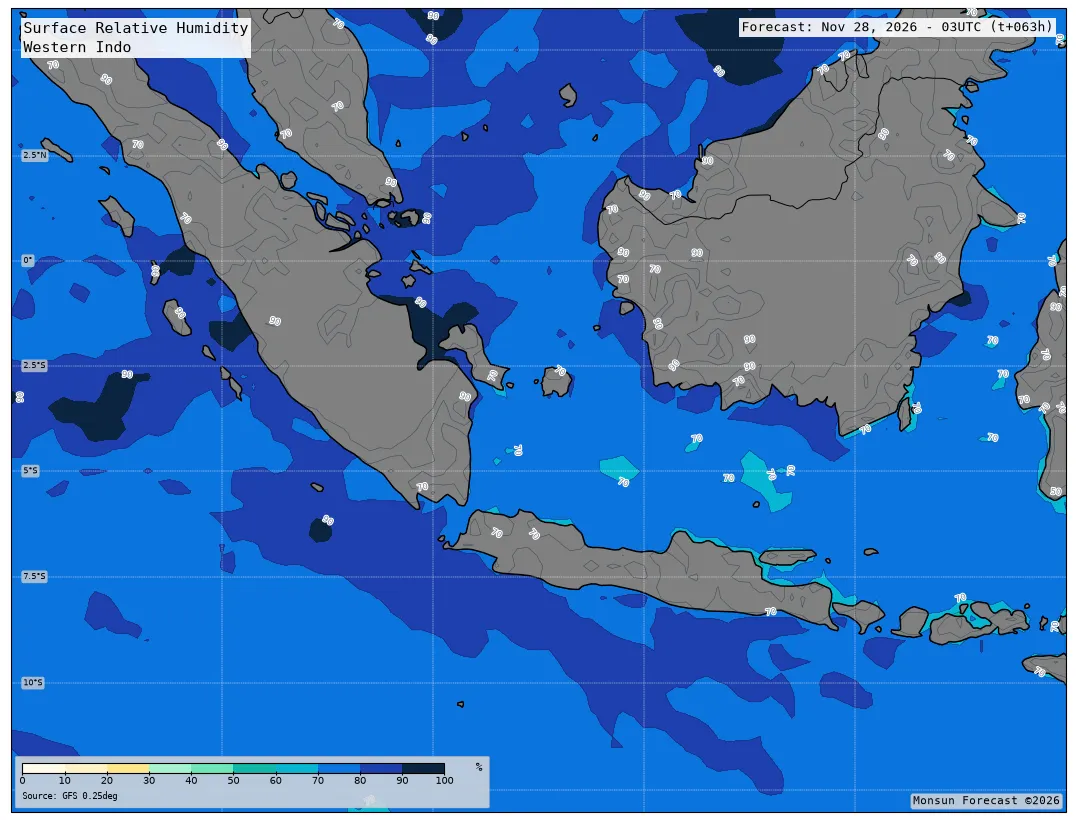 Surface Relative Humidity
Western Indo
Forecast: Nov 28, 2026 - 03UTC (t+063h)
2.5°N
0°
2.5°S
5°S
7.5°S
10°S
0 10 20 30 40 50 60 70 80 90 100
%
Source: GFS 0.25deg
Monsun Forecast ©2026